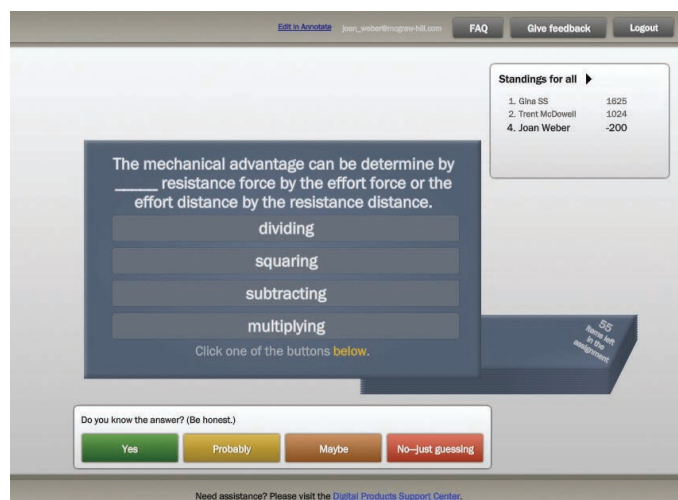 Edit in Annotate joan_weber@mcgraw-hill.com FAQ Give feedback Logout
Standings for all
1. Gina SS 1625
2. Trent McDowell 1024
4. Joan Weber -200
The mechanical advantage can be determine by
_____ resistance force by the effort force or the
effort distance by the resistance distance.
dividing
squaring
subtracting
multiplying
Click one of the buttons below.
55
items left
in the
assignment
Do you know the answer? (Be honest.)
Yes Probably Maybe No—just guessing
Need assistance? Please visit the Digital Products Support Center.